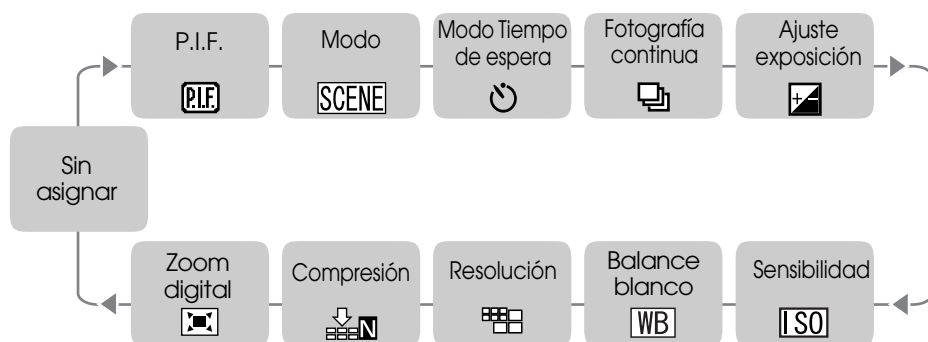 P.I.F.
P.I.F.
Modo
SCENE
Modo Tiempo
de espera
Fotografía
continua
Ajuste
exposición
Sin
asignar
Zoom
digital
Compresión
N
Resolución
Balance
blanco
WB
Sensibilidad
ISO